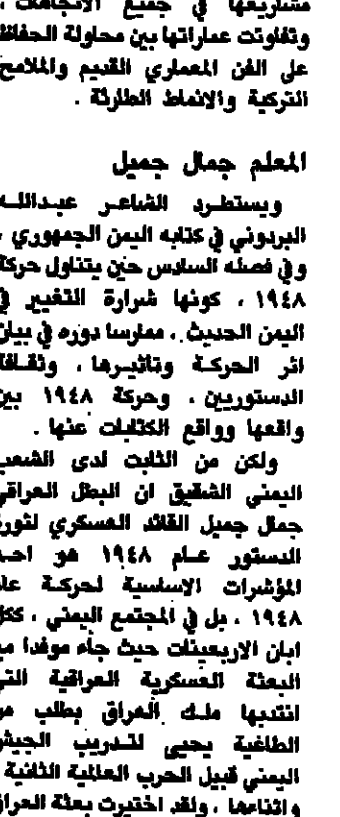 مشاريعها في جميع الاتجاهات ،
وتفاوتت عماراتها بين محاولة الحفاظ
على الفن المعماري القديم والملامح
التركية والانماط الطارئة .
المعلم جمال جميل
ويستطرد الشاعر عبدالله
البردوني في كتابه اليمن الجمهوري ،
وفي فصله السادس حين يتناول حركة
١٩٤٨ ، كونها شرارة التغيير في
اليمن الحديث . ممارسا دوره في بيان
اثر الحركة وتأثيرها ، وثقافة
الدستوريين ، وحركة ١٩٤٨ بين
واقعها وواقع الكتابات عنها .
ولكن من الثابت لدى الشعب
اليمني الشقيق ان البطل العراقي
جمال جميل القائد العسكري لثورة
الدستور عام ١٩٤٨ هو احد
المؤشرات الاساسية لحركة عام
١٩٤٨ . بل في المجتمع اليمني ، ككل
ابان الاربعينات حيث جاء موفدا مع
البعثة العسكرية العراقية التي
انتدبها ملك العراق بطلب من
الطاغية يحيى لتدريب الجيش
اليمني قبيل الحرب العالمية الثانية
واثناءها ، ولقد اختيرت بعثة العراق